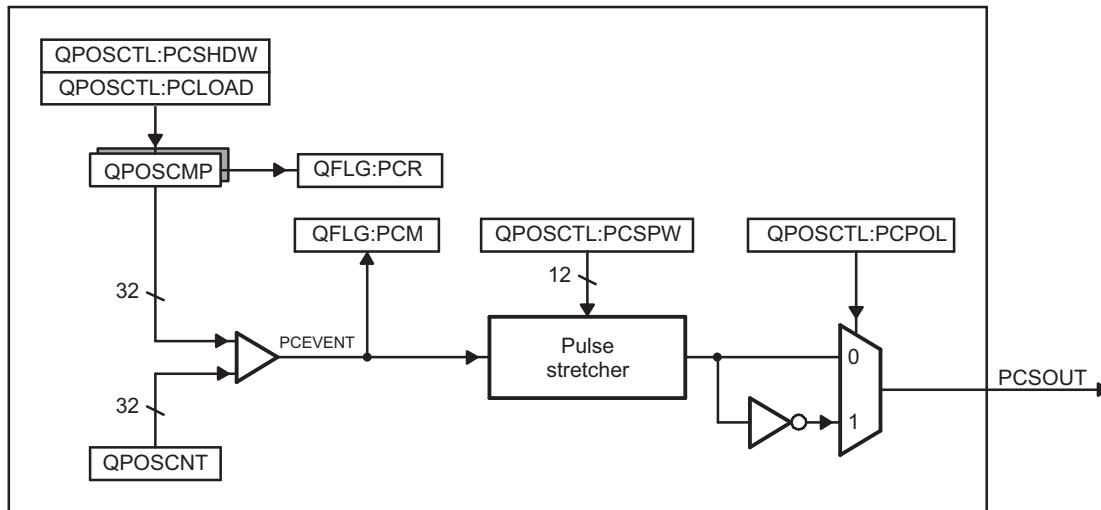 QPOSCTL:PCSHDW
QPOSCTL:PCLOAD
QPOSCMP
QFLG:PCR
QFLG:PCM
QPOSCTL:PCSPW
QPOSCTL:PCPOL
32
12
PCEVENT
Pulse
stretcher
0
1
PCSOUT
32
QPOSCNT